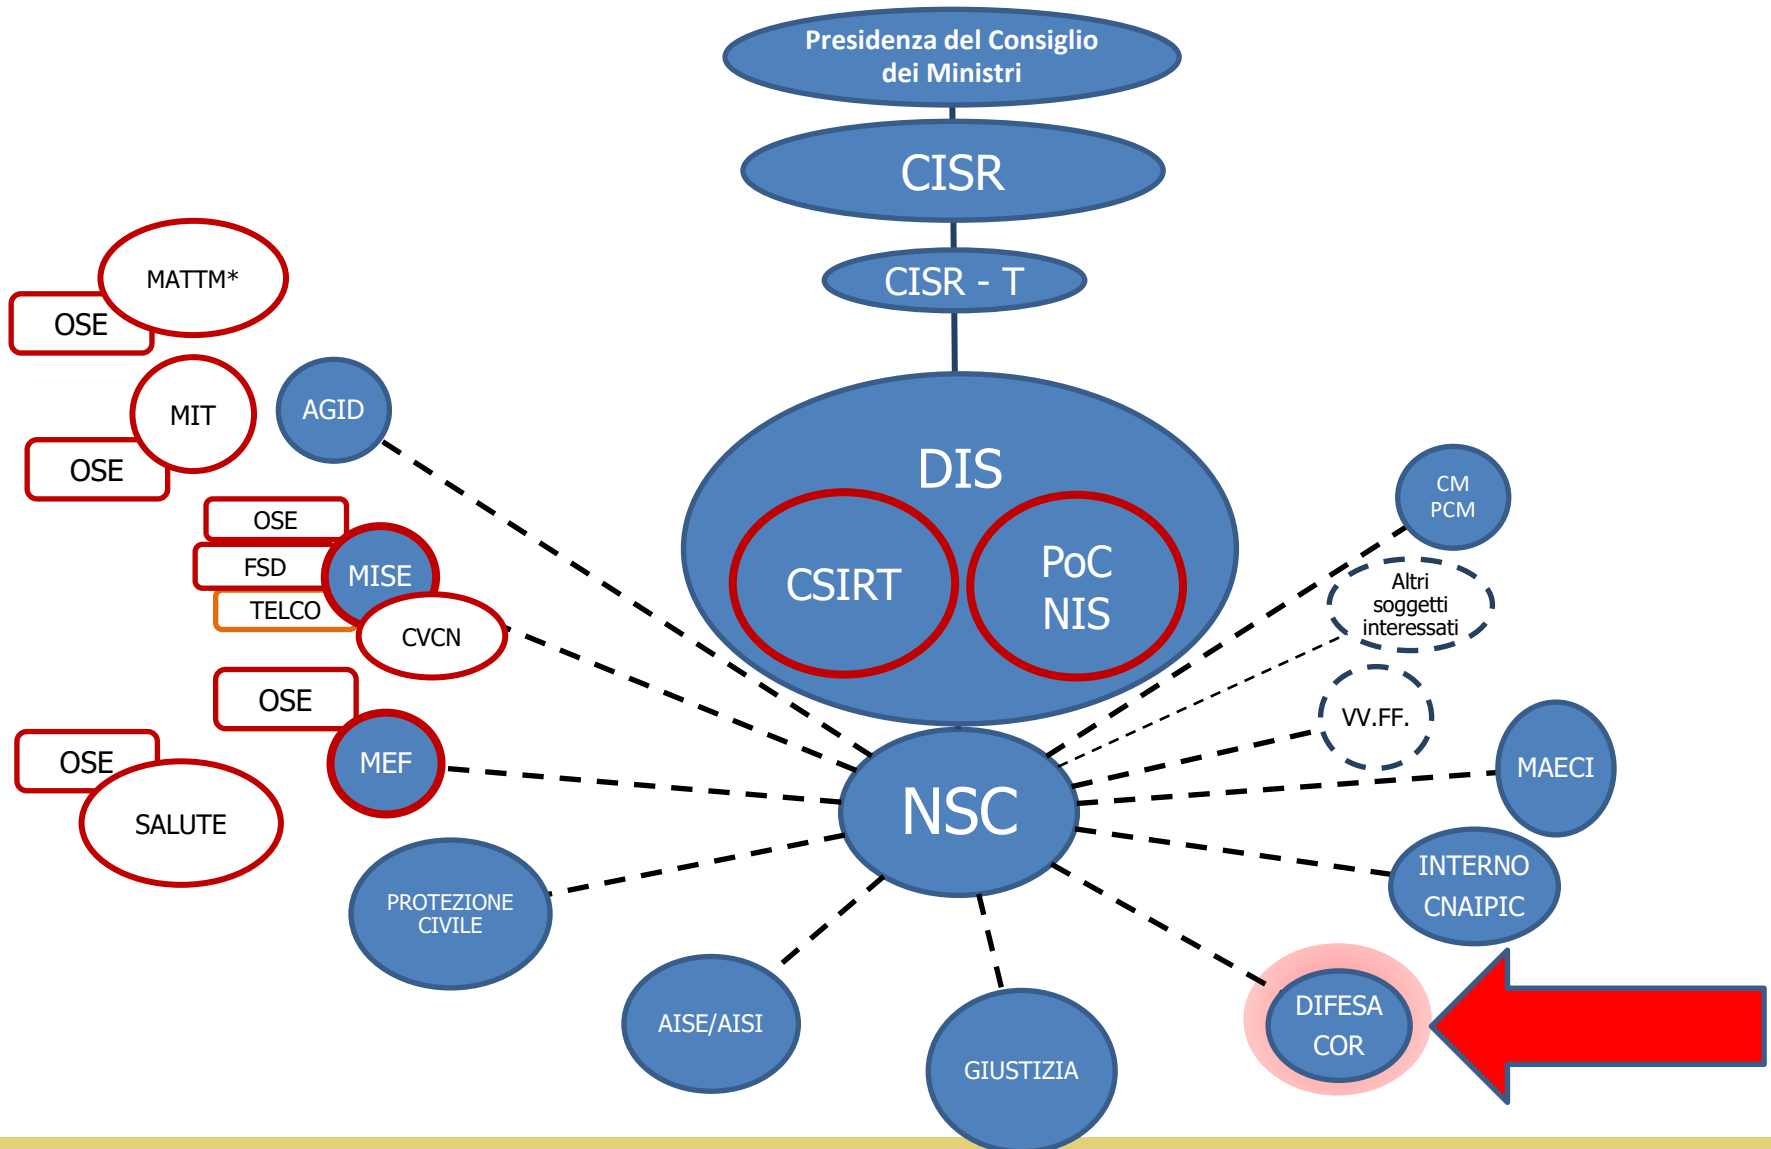 Presidenza del Consiglio
dei Ministri
CISR
CISR - T
MATTM*
OSE
MIT
OSE
AGID
DIS
CSIRT
PoC
NIS
CM
PCM
OSE
FSD
TELCO
MISE
CVCN
Altri
soggetti
interessati
OSE
MEF
VV.FF.
MAECI
OSE
SALUTE
NSC
INTERNO
CNAIPIC
PROTEZIONE
CIVILE
AISE/AISI
GIUSTIZIA
DIFESA
COR